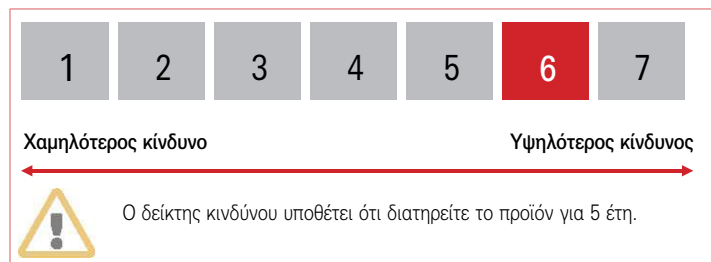 1 2 3 4 5 6 7
Χαμηλότερος κίνδυνο Υψηλότερος κίνδυνος
Ο δείκτης κινδύνου υποθέτει ότι διατηρείτε το προϊόν για 5 έτη.